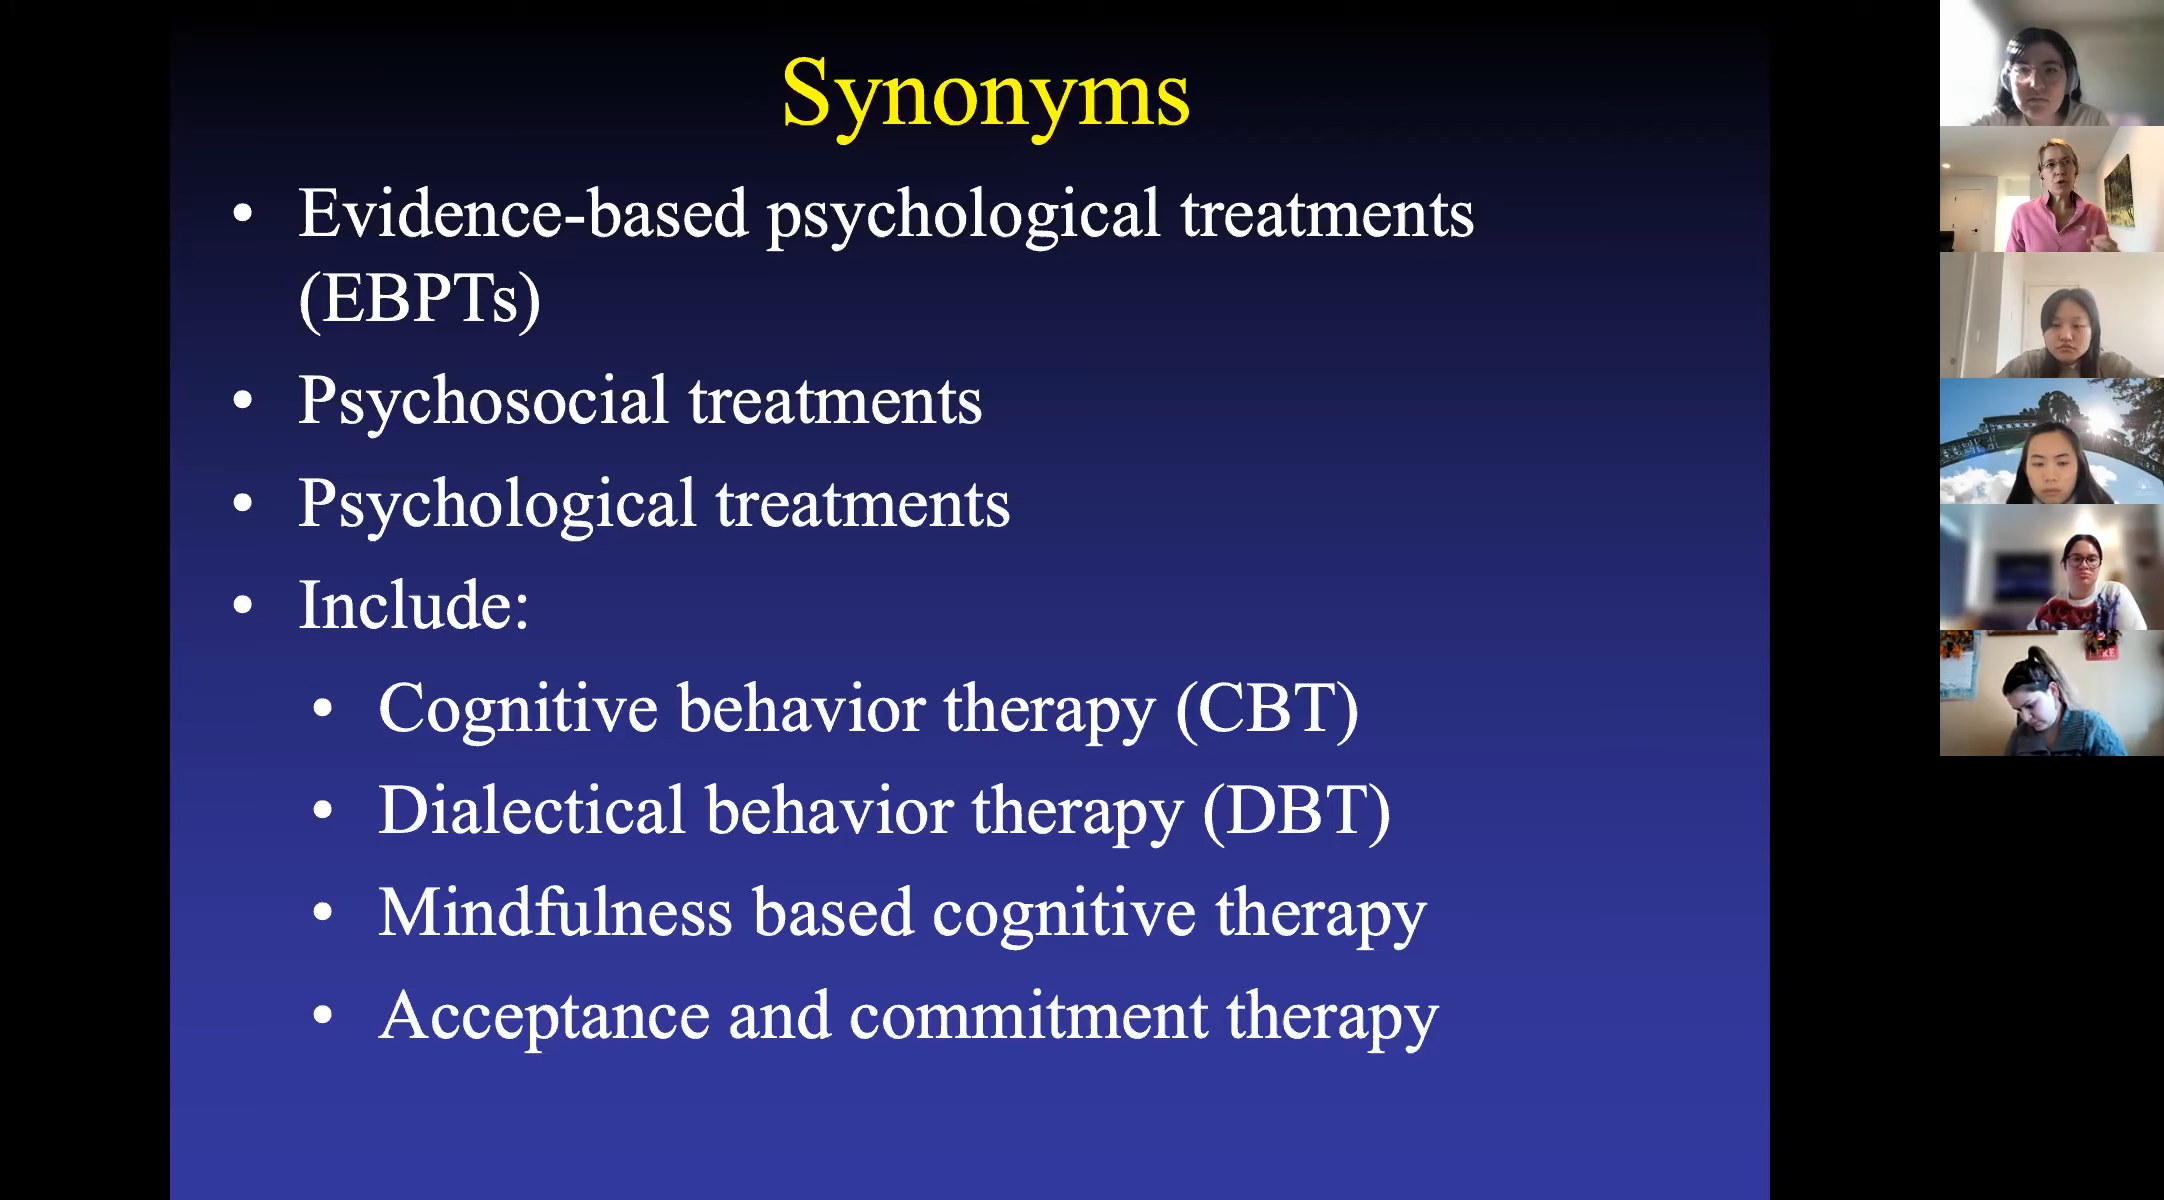 Synonyms
• Evidence-based psychological treatments
(EBPTs)
• Psychosocial treatments
• Psychological treatments
• Include:
• Cognitive behavior therapy (CBT)
• Dialectical behavior therapy (DBT)
• Mindfulness based cognitive therapy
• Acceptance and commitment therapy